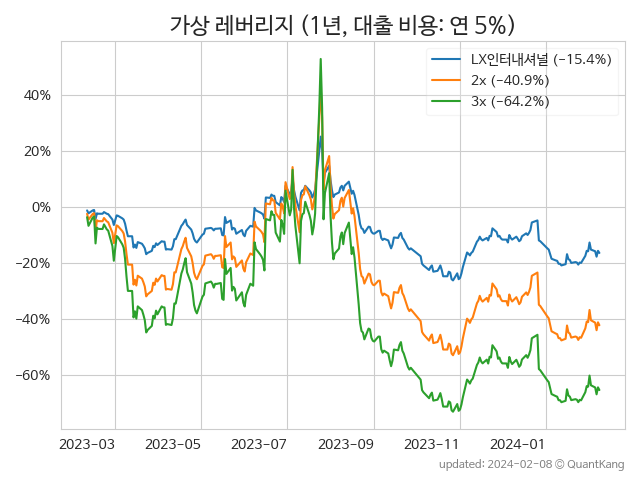 가상 레버리지 (1년, 대출 비용: 연 5%)
LX인터내셔널 (−15.4%)
2x (−40.9%)
3x (−64.2%)
40%
20%
0%
−20%
−40%
−60%
2023-03 2023-05 2023-07 2023-09 2023-11 2024-01
updated: 2024-02-08 © QuantKang